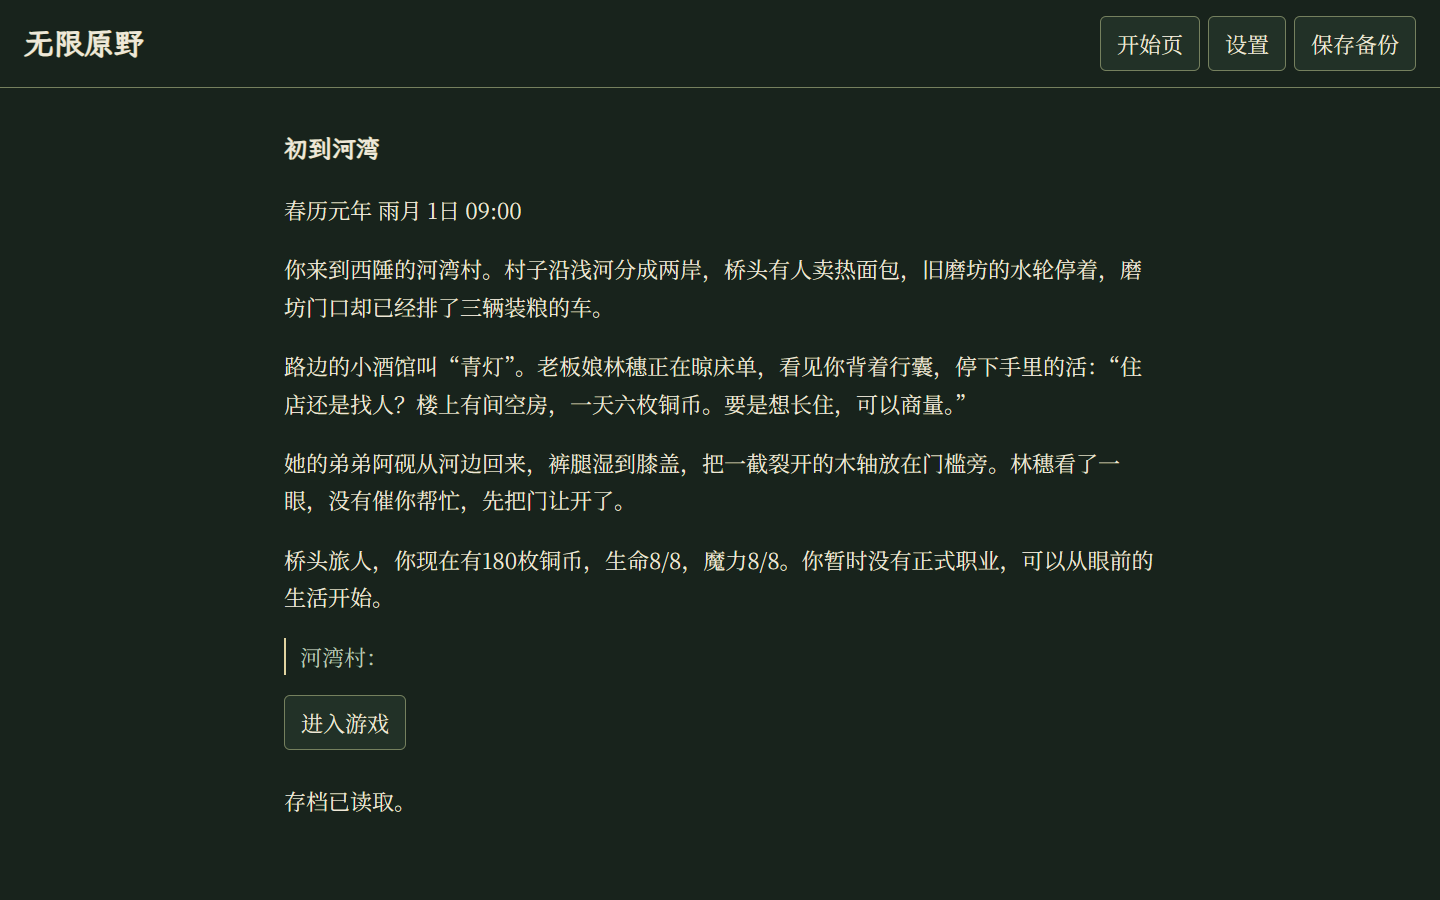 无限原野
开始页 设置 保存备份
初到河湾
春历元年 雨月 1日 09:00
你来到西陲的河湾村。村子沿浅河分成两岸，桥头有人卖热面包，旧磨坊的水轮停着，磨
坊门口却已经排了三辆装粮的车。
路边的小酒馆叫“青灯”。老板娘林穗正在晾床单，看见你背着行囊，停下手里的活：“住
店还是找人？楼上有间空房，一天六枚铜币。要是想长住，可以商量。”
她的弟弟阿砚从河边回来，裤腿湿到膝盖，把一截裂开的木轴放在门槛旁。林穗看了一
眼，没有催你帮忙，先把门让开了。
桥头旅人，你现在有180枚铜币，生命8/8，魔力8/8。你暂时没有正式职业，可以从眼前的
生活开始。
河湾村：
进入游戏
存档已读取。